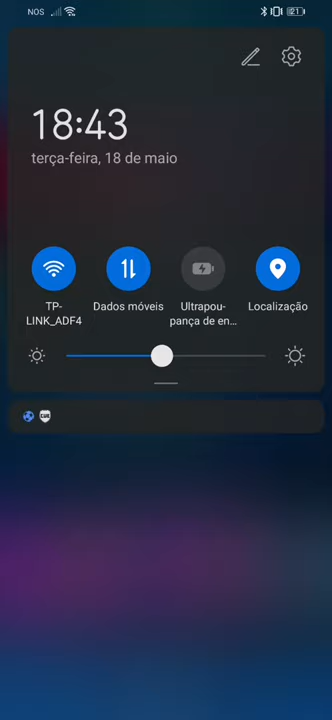 NOS
18:43
terça-feira, 18 de maio
TP-
LINK_ADF4
Dados móveis
Ultrapou-
pança de en...
Localização